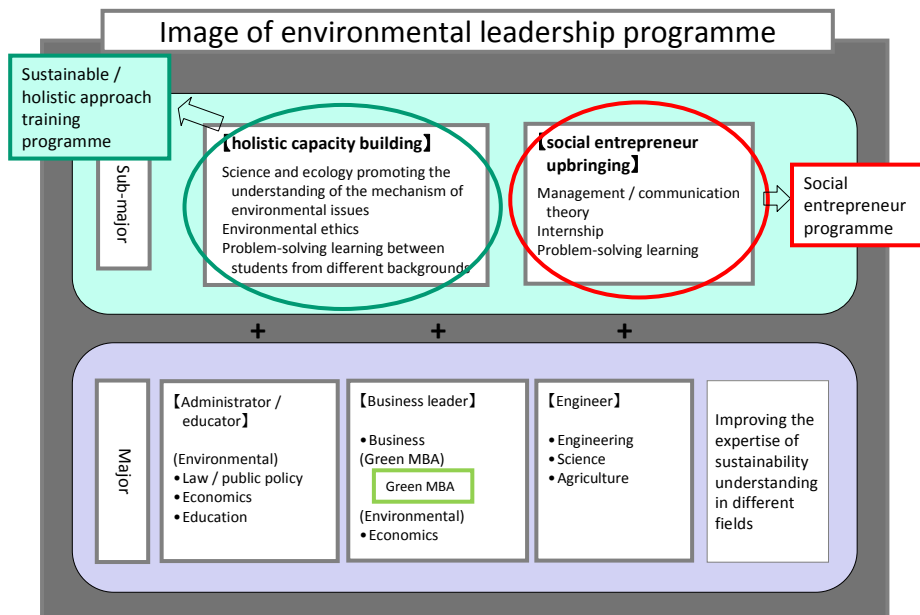 Image of environmental leadership programme
Sustainable /
holistic approach
training
programme
Sub-major
【holistic capacity building】
Science and ecology promoting the
understanding of the mechanism of
environmental issues
Environmental ethics
Problem-solving learning between
students from different backgrounds
【social entrepreneur
upbringing】
Management / communication
theory
Internship
Problem-solving learning
Social
entrepreneur
programme
+ + +
Major
【Administrator /
educator】
(Environmental)
•Law / public policy
•Economics
•Education
【Business leader】
•Business
(Green MBA)
Green MBA
(Environmental)
•Economics
【Engineer】
•Engineering
•Science
•Agriculture
Improving the
expertise of
sustainability
understanding
in different
fields